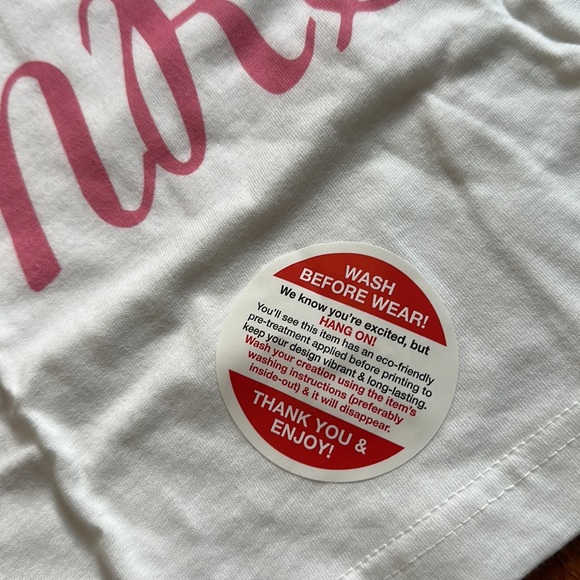 WASH
BEFORE WEAR!
We know you're excited, but
HANG ON!
You'll see this item has an eco-friendly
pre-treatment applied before printing to
keep your design vibrant & long-lasting.
Wash your creation using the item's
washing instructions (preferably
inside-out) & it will disappear.
THANK YOU &
ENJOY!